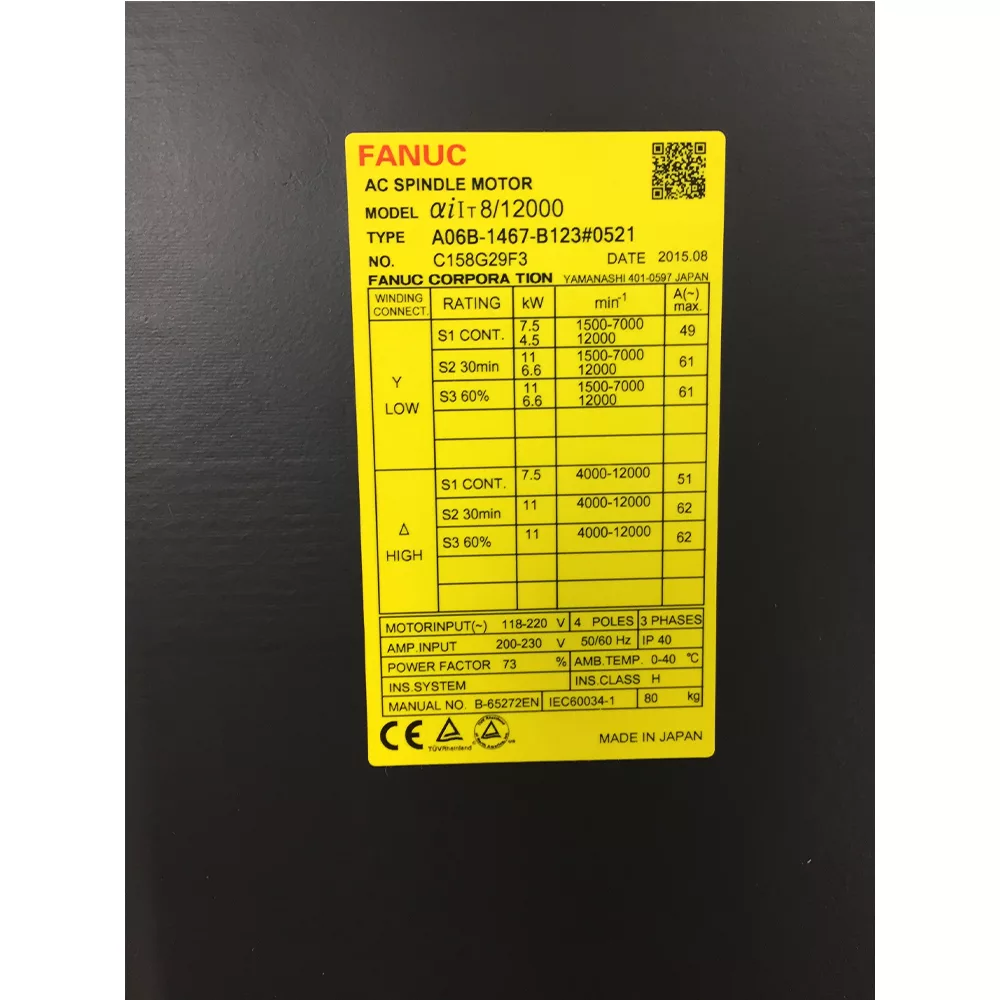 FANUC
AC SPINDLE MOTOR
MODEL αiIT8/12000
TYPE A06B-1467-B123#0521
NO. C158G29F3 DATE 2015.08
FANUC CORPORA TION YAMANASHI 401-0597 JAPAN
WINDING CONNECT. RATING kW min-1 A(~) max.
Y LOW
S1 CONT. 7.5 1500-7000 49
4.5 12000
S2 30min 11 1500-7000 61
6.6 12000
S3 60% 11 1500-7000 61
6.6 12000
Δ HIGH
S1 CONT. 7.5 4000-12000 51
S2 30min 11 4000-12000 62
S3 60% 11 4000-12000 62
MOTORINPUT(~) 118-220 V 4 POLES 3 PHASES
AMP.INPUT 200-230 V 50/60 Hz IP 40
POWER FACTOR 73 % AMB.TEMP. 0-40 ℃
INS.SYSTEM INS.CLASS H
MANUAL NO. B-65272EN IEC60034-1 80 kg
CE TÜVRheinland
MADE IN JAPAN